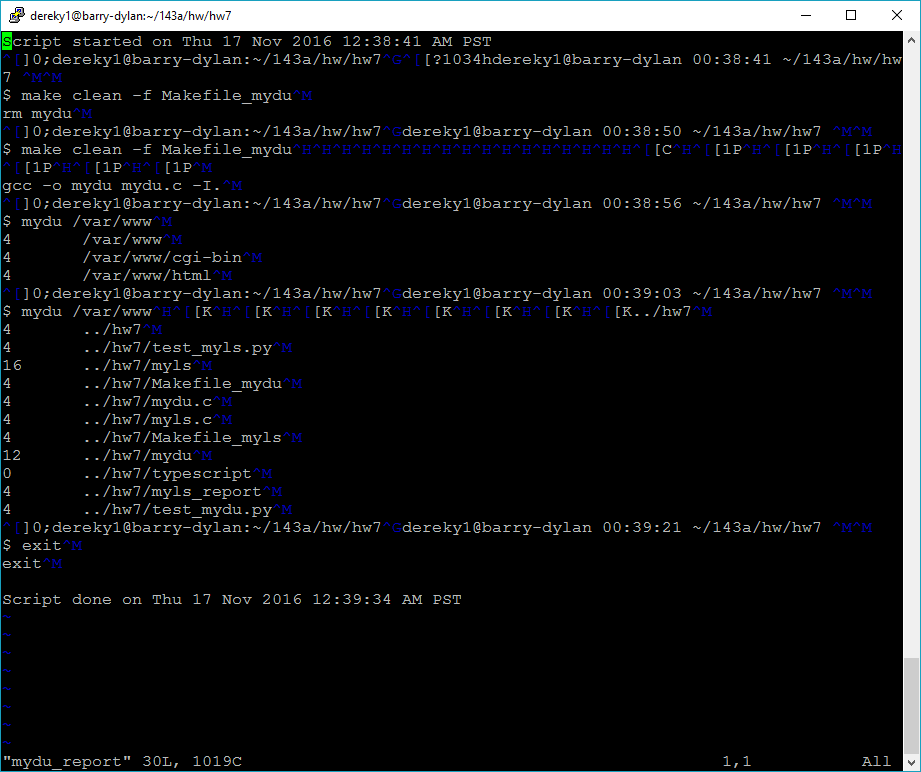 dereky1@barry-dylan:~/143a/hw/hw7
Script started on Thu 17 Nov 2016 12:38:41 AM PST
^[]0;dereky1@barry-dylan:~/143a/hw/hw7^G^[[?1034hdereky1@barry-dylan 00:38:41 ~/143a/hw/hw
7 ^M^M
$ make clean -f Makefile_mydu^M
rm mydu^M
^[]0;dereky1@barry-dylan:~/143a/hw/hw7^Gdereky1@barry-dylan 00:38:50 ~/143a/hw/hw7 ^M^M
$ make clean -f Makefile_mydu^H^H^H^H^H^H^H^H^H^H^H^H^H^H^H^H^H^H^[[C^H^[[1P^H^[[1P^H^[[1P^H
^[[1P^H^[[1P^H^[[1P^M
gcc -o mydu mydu.c -I.^M
^[]0;dereky1@barry-dylan:~/143a/hw/hw7^Gdereky1@barry-dylan 00:38:56 ~/143a/hw/hw7 ^M^M
$ mydu /var/www^M
4       /var/www^M
4       /var/www/cgi-bin^M
4       /var/www/html^M
^[]0;dereky1@barry-dylan:~/143a/hw/hw7^Gdereky1@barry-dylan 00:39:03 ~/143a/hw/hw7 ^M^M
$ mydu /var/www^H^[[K^H^[[K^H^[[K^H^[[K^H^[[K^H^[[K^H^[[K^H^[[K../hw7^M
4       ../hw7^M
4       ../hw7/test_myls.py^M
16      ../hw7/myls^M
4       ../hw7/Makefile_mydu^M
4       ../hw7/mydu.c^M
4       ../hw7/myls.c^M
4       ../hw7/Makefile_myls^M
12      ../hw7/mydu^M
0       ../hw7/typescript^M
4       ../hw7/myls_report^M
4       ../hw7/test_mydu.py^M
^[]0;dereky1@barry-dylan:~/143a/hw/hw7^Gdereky1@barry-dylan 00:39:21 ~/143a/hw/hw7 ^M^M
$ exit^M
exit^M
Script done on Thu 17 Nov 2016 12:39:34 AM PST
~
~
~
~
~
~
~
~
"mydu_report" 30L, 1019C 1,1 All